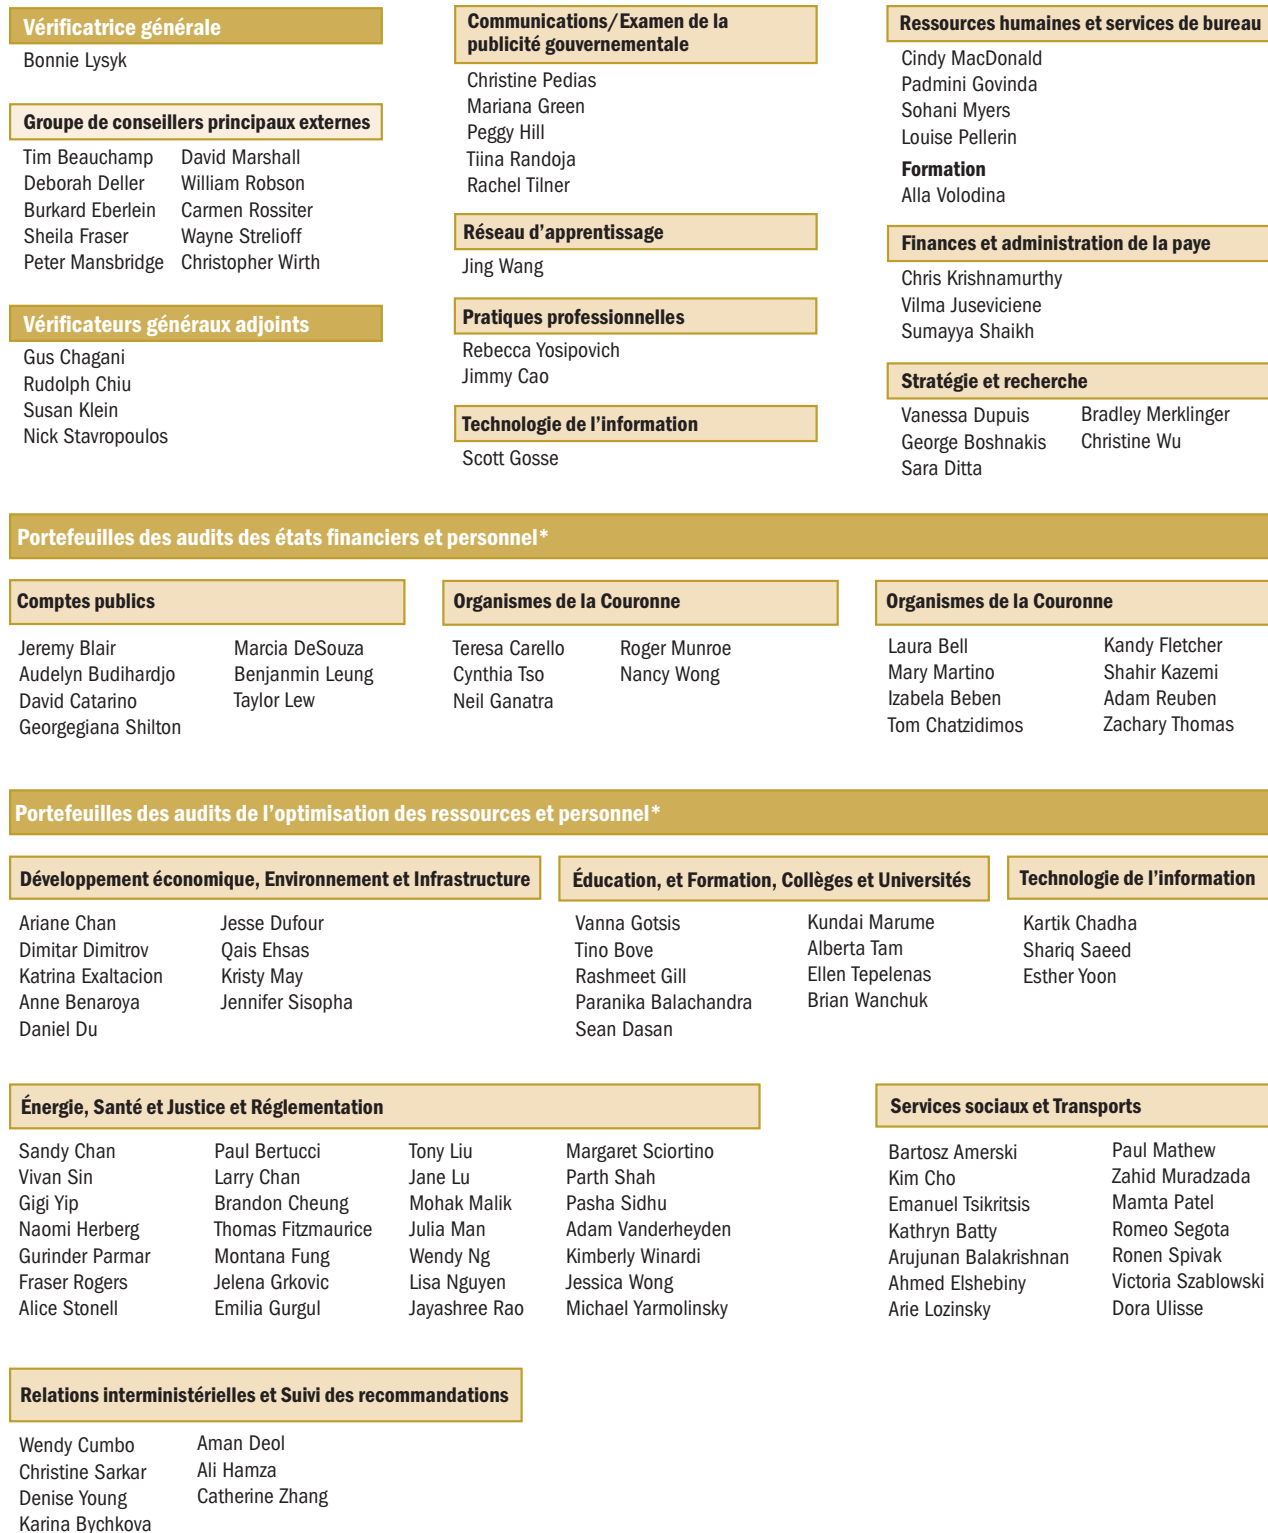 Vérificatrice générale
Bonnie Lysyk
Groupe de conseillers principaux externes
Tim Beauchamp
Deborah Deller
Burkard Eberlein
Sheila Fraser
Peter Mansbridge
David Marshall
William Robson
Carmen Rossiter
Wayne Strelioff
Christopher Wirth
Vérificateurs généraux adjoints
Gus Chagani
Rudolph Chiu
Susan Klein
Nick Stavropoulos
Communications/Examen de la
publicité gouvernementale
Christine Pedias
Mariana Green
Peggy Hill
Tiina Randoja
Rachel Tilner
Réseau d'apprentissage
Jing Wang
Pratiques professionnelles
Rebecca Yosipovich
Jimmy Cao
Technologie de l'information
Scott Gosse
Ressources humaines et services de bureau
Cindy MacDonald
Padmini Govinda
Sohani Myers
Louise Pellerin
Formation
Alla Volodina
Finances et administration de la paye
Chris Krishnamurthy
Vilma Juseviciene
Sumayya Shaikh
Stratégie et recherche
Vanessa Dupuis
George Boshnakis
Sara Ditta
Bradley Merklinger
Christine Wu
Portefeuilles des audits des états financiers et personnel*
Comptes publics
Jeremy Blair
Audelyn Budihardjo
David Catarino
Georgegiana Shilton
Marcia DeSouza
Benjanmin Leung
Taylor Lew
Organismes de la Couronne
Teresa Carello
Cynthia Tso
Neil Ganatra
Roger Munroe
Nancy Wong
Organismes de la Couronne
Laura Bell
Mary Martino
Izabela Beben
Tom Chatzidimos
Kandy Fletcher
Shahir Kazemi
Adam Reuben
Zachary Thomas
Portefeuilles des audits de l'optimisation des ressources et personnel*
Développement économique, Environnement et Infrastructure
Ariane Chan
Dimitar Dimitrov
Katrina Exaltacion
Anne Benaroya
Daniel Du
Jesse Dufour
Qais Ehsas
Kristy May
Jennifer Sisopha
Éducation, et Formation, Collèges et Universités
Vanna Gotsis
Tino Bove
Rashmeet Gill
Paranika Balachandra
Sean Dasan
Kundai Marume
Alberta Tam
Ellen Tepelenas
Brian Wanchuk
Technologie de l'information
Kartik Chadha
Shariq Saeed
Esther Yoon
Énergie, Santé et Justice et Réglementation
Sandy Chan
Vivan Sin
Gigi Yip
Naomi Herberg
Gurinder Parmar
Fraser Rogers
Alice Stonell
Paul Bertucci
Larry Chan
Brandon Cheung
Thomas Fitzmaurice
Montana Fung
Jelena Grkovic
Emilia Gurgul
Tony Liu
Jane Lu
Mohak Malik
Julia Man
Wendy Ng
Lisa Nguyen
Jayashree Rao
Margaret Sciortino
Parth Shah
Pasha Sidhu
Adam Vanderheyden
Kimberly Winardi
Jessica Wong
Michael Yarmolinsky
Services sociaux et Transports
Bartosz Amerski
Kim Cho
Emanuel Tsikritsis
Kathryn Batty
Arujunan Balakrishnan
Ahmed Elshebiny
Arie Lozinsky
Paul Mathew
Zahid Muradzada
Mamta Patel
Romeo Segota
Ronen Spivak
Victoria Szablowski
Dora Ulisse
Relations interministérielles et Suivi des recommandations
Wendy Cumbo
Christine Sarkar
Denise Young
Karina Bychkova
Aman Deol
Ali Hamza
Catherine Zhang